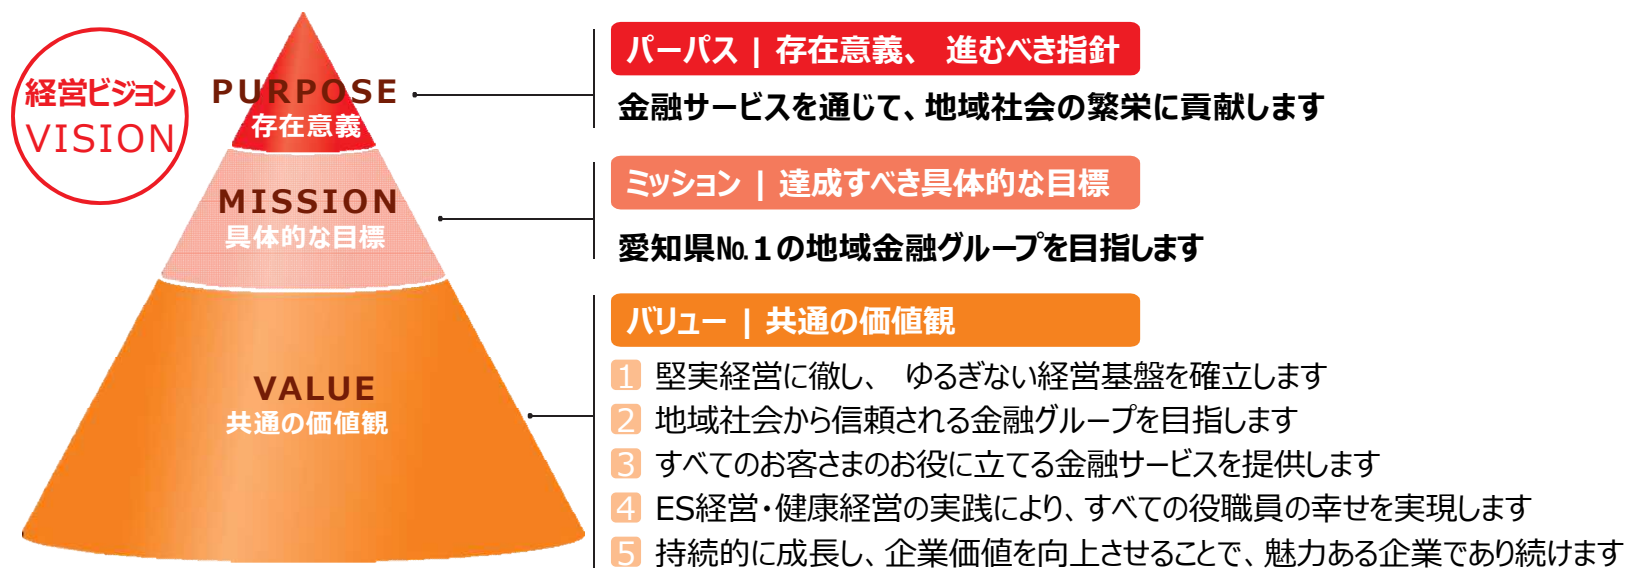 経営ビジョン
VISION
PURPOSE
存在意義
MISSION
具体的な目標
VALUE
共通の価値観
パーパス | 存在意義、 進むべき指針
金融サービスを通じて、地域社会の繁栄に貢献します
ミッション | 達成すべき具体的な目標
愛知県№１の地域金融グループを目指します
バリュー | 共通の価値観
1 堅実経営に徹し、 ゆるぎない経営基盤を確立します
2 地域社会から信頼される金融グループを目指します
3 すべてのお客さまのお役に立てる金融サービスを提供します
4 ES経営・健康経営の実践により、すべての役職員の幸せを実現します
5 持続的に成長し、企業価値を向上させることで、魅力ある企業であり続けます